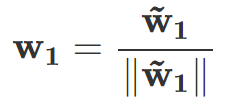 w₁ = w̃₁ / ‖w̃₁‖